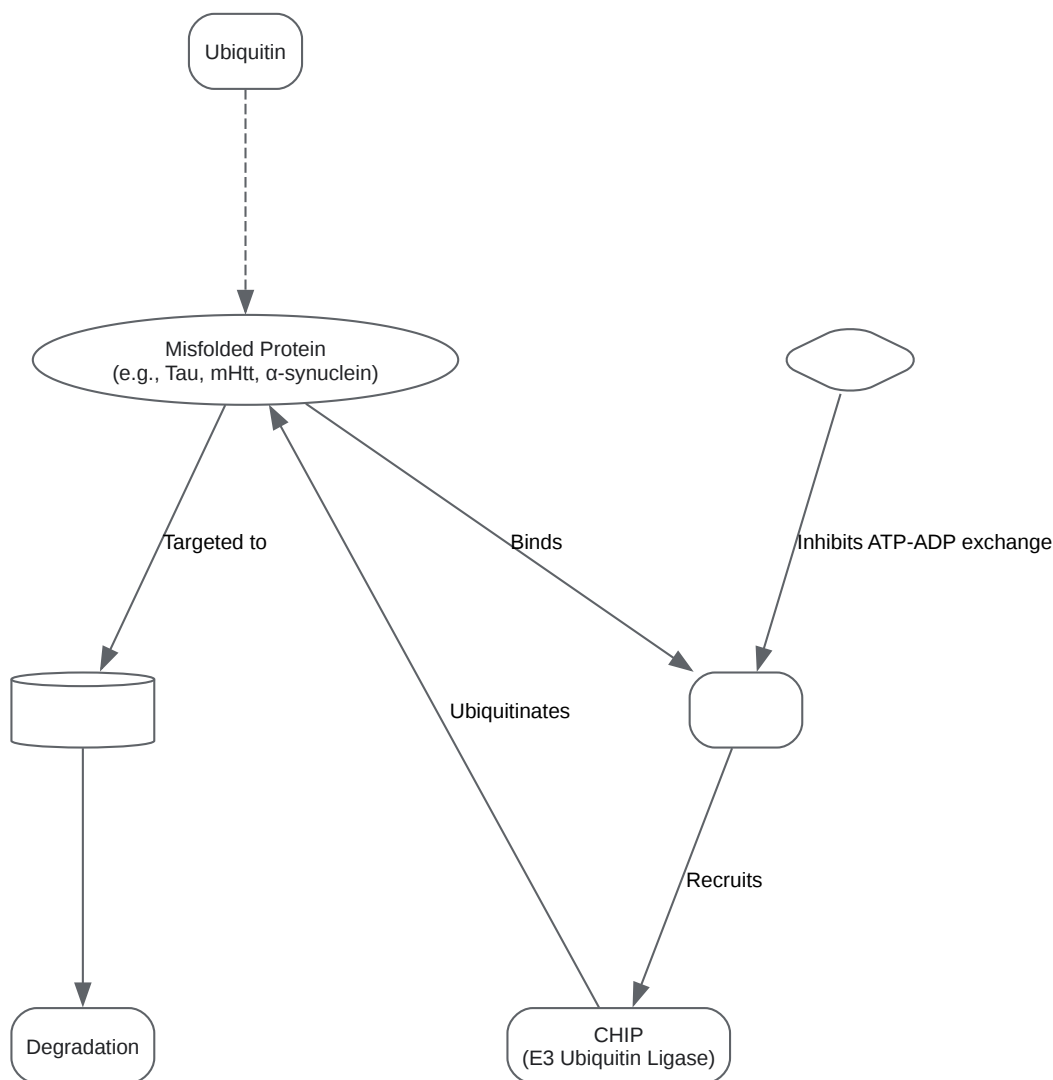 Ubiquitin
Misfolded Protein
(e.g., Tau, mHtt, α-synuclein)
Targeted to
Binds
Inhibits ATP-ADP exchange
Ubiquitinates
Recruits
Degradation
CHIP
(E3 Ubiquitin Ligase)